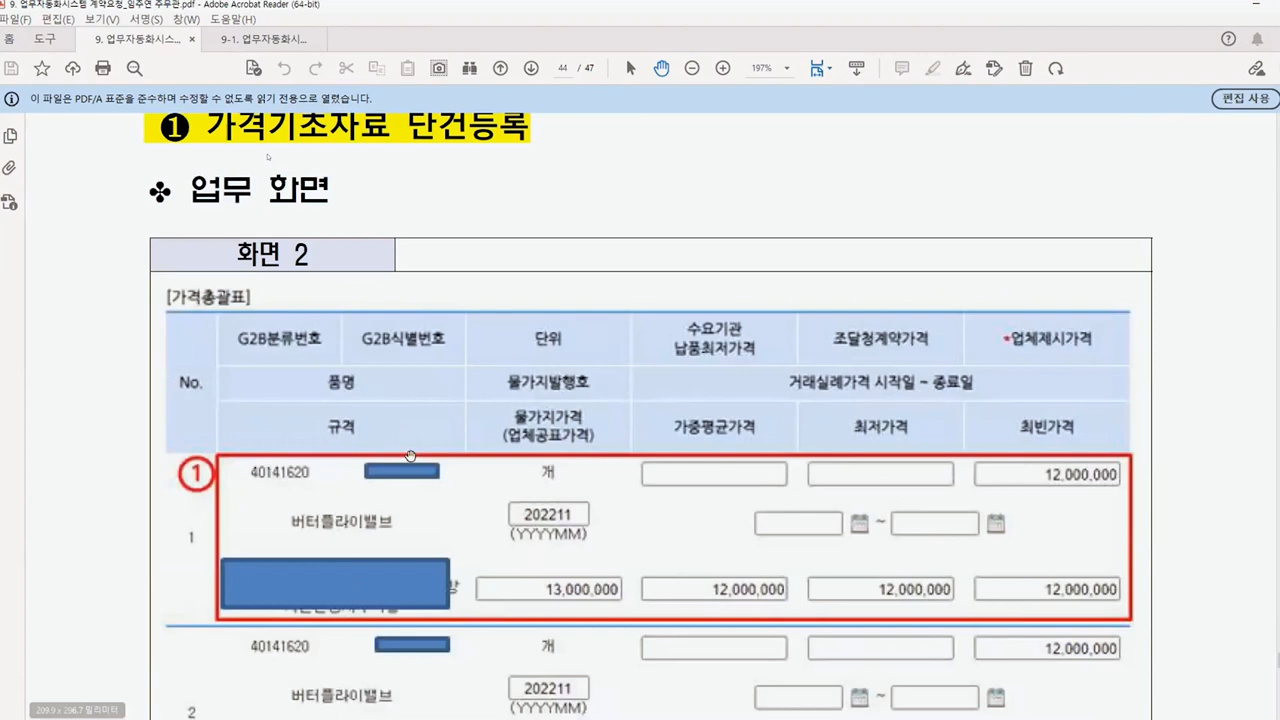 9. 업무자동화시스템 계약요청_임주연 주무관.pdf - Adobe Acrobat Reader (64-bit)
파일(F) 편집(E) 보기(V) 서명(S) 창(W) 도움말(H)
홈 도구 9. 업무자동화시스... × 9-1. 업무자동화시...
44 / 47 197%
이 파일은 PDF/A 표준을 준수하며 수정할 수 없도록 읽기 전용으로 열렸습니다. 편집 사용
❶ 가격기초자료 단건등록
✤ 업무 화면
화면 2
[가격총괄표]
No. G2B분류번호 G2B식별번호 단위 수요기관 납품최저가격 조달청계약가격 *업체제시가격
품명 물가지발행호 거래실례가격 시작일 ~ 종료일
규격 물가지가격 (업체공표가격) 가중평균가격 최저가격 최빈가격
① 40141620 개 12,000,000
1 버터플라이밸브 202211 (YYYYMM) ~
13,000,000 12,000,000 12,000,000 12,000,000
40141620 개 12,000,000
2 버터플라이밸브 202211 (YYYYMM) ~
209.9 x 296.7 밀리미터